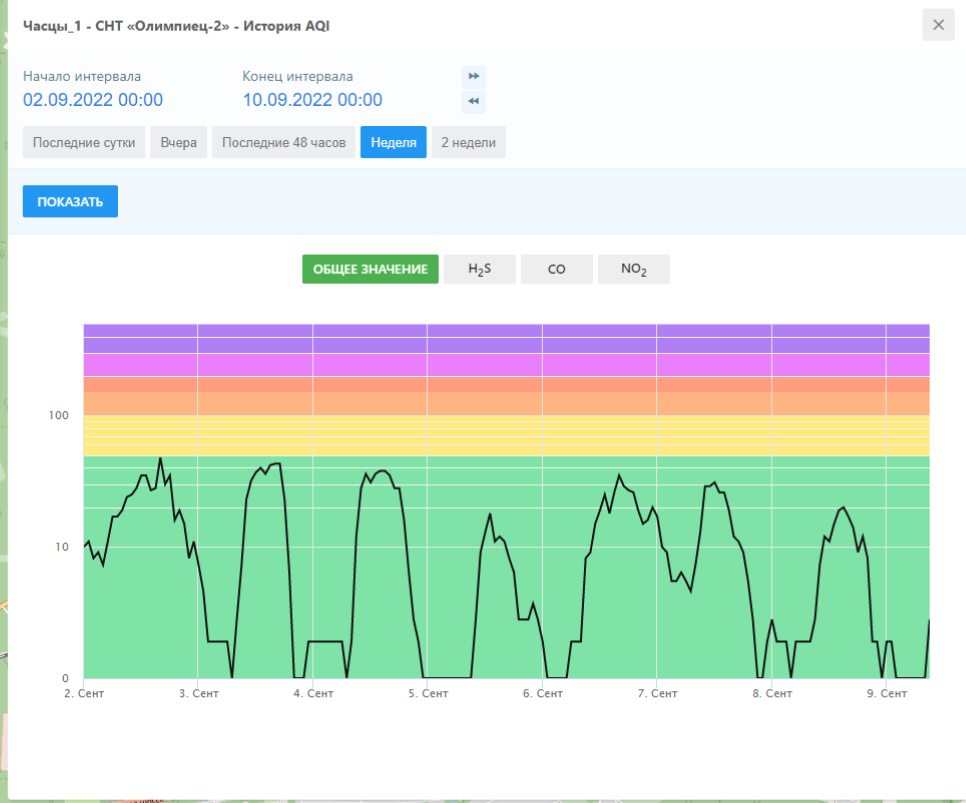 Часцы_1 - СНТ «Олимпиец-2» - История AQI
Начало интервала
Конец интервала
02.09.2022 00:00
10.09.2022 00:00
Последние сутки
Вчера
Последние 48 часов
Неделя
2 недели
ПОКАЗАТЬ
ОБЩЕЕ ЗНАЧЕНИЕ
H₂S
CO
NO₂
100
10
0
2. Сент
3. Сент
4. Сент
5. Сент
6. Сент
7. Сент
8. Сент
9. Сент